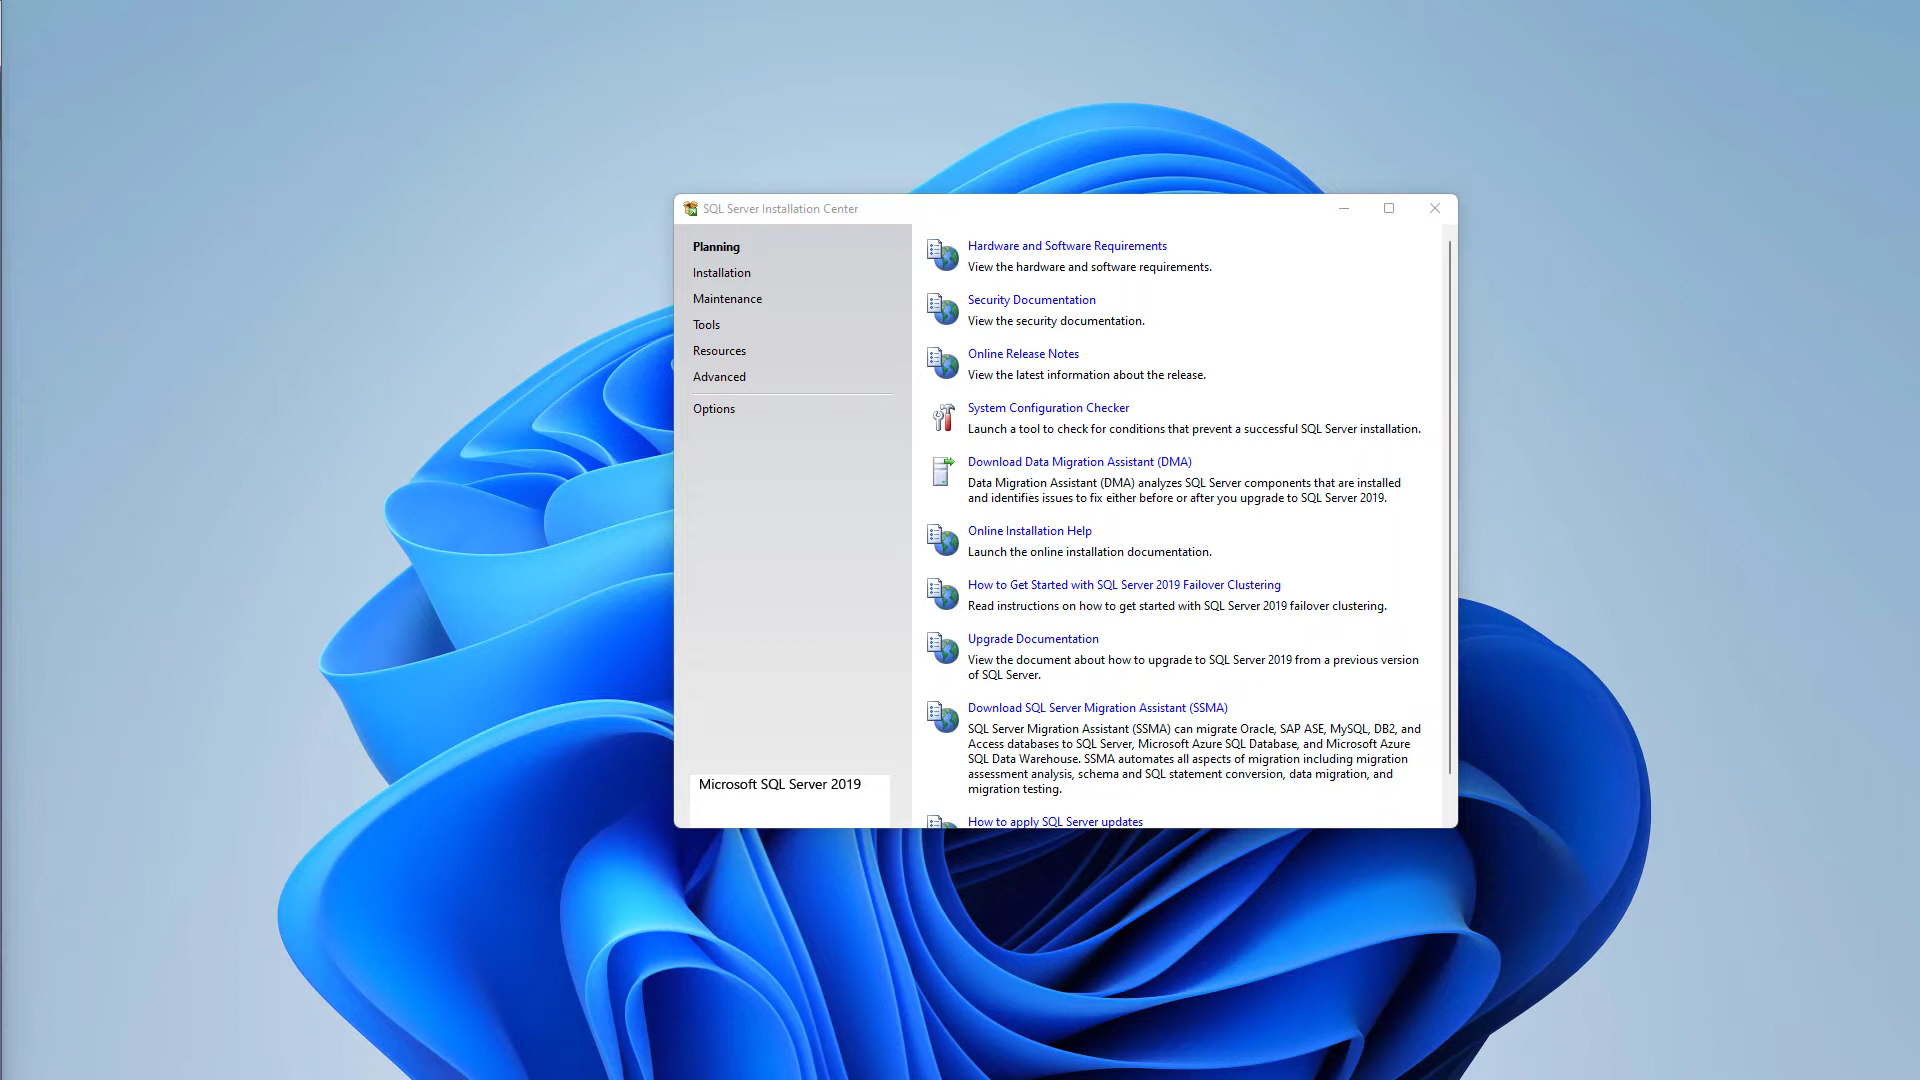 SQL Server Installation Center
Planning
Installation
Maintenance
Tools
Resources
Advanced
Options
Microsoft SQL Server 2019
Hardware and Software Requirements
View the hardware and software requirements.
Security Documentation
View the security documentation.
Online Release Notes
View the latest information about the release.
System Configuration Checker
Launch a tool to check for conditions that prevent a successful SQL Server installation.
Download Data Migration Assistant (DMA)
Data Migration Assistant (DMA) analyzes SQL Server components that are installed
and identifies issues to fix either before or after you upgrade to SQL Server 2019.
Online Installation Help
Launch the online installation documentation.
How to Get Started with SQL Server 2019 Failover Clustering
Read instructions on how to get started with SQL Server 2019 failover clustering.
Upgrade Documentation
View the document about how to upgrade to SQL Server 2019 from a previous version
of SQL Server.
Download SQL Server Migration Assistant (SSMA)
SQL Server Migration Assistant (SSMA) can migrate Oracle, SAP ASE, MySQL, DB2, and
Access databases to SQL Server, Microsoft Azure SQL Database, and Microsoft Azure
SQL Data Warehouse. SSMA automates all aspects of migration including migration
assessment analysis, schema and SQL statement conversion, data migration, and
migration testing.
How to apply SQL Server updates